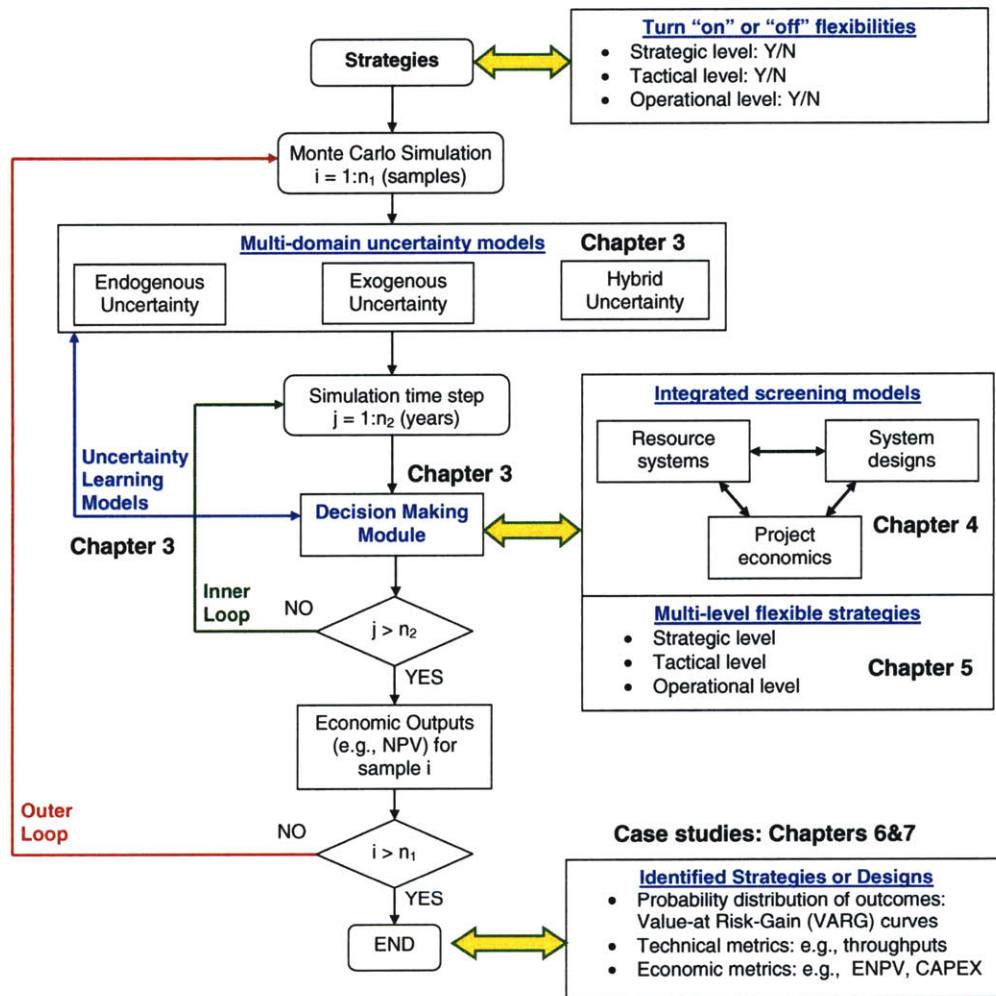 Strategies
Turn “on” or “off” flexibilities
• Strategic level: Y/N
• Tactical level: Y/N
• Operational level: Y/N
Monte Carlo Simulation
i = 1:n₁ (samples)
Multi-domain uncertainty models
Chapter 3
Endogenous
Uncertainty
Exogenous
Uncertainty
Hybrid
Uncertainty
Simulation time step
j = 1:n₂ (years)
Uncertainty
Learning
Models
Chapter 3
Chapter 3
Decision Making
Module
Integrated screening models
Resource
systems
System
designs
Chapter 4
Project
economics
Multi-level flexible strategies
• Strategic level
• Tactical level
• Operational level
Chapter 5
Inner
Loop
NO
j > n₂
YES
Economic Outputs
(e.g., NPV) for
sample i
Outer
Loop
NO
i > n₁
YES
END
Case studies: Chapters 6&7
Identified Strategies or Designs
• Probability distribution of outcomes:
Value-at Risk-Gain (VARG) curves
• Technical metrics: e.g., throughputs
• Economic metrics: e.g., ENPV, CAPEX